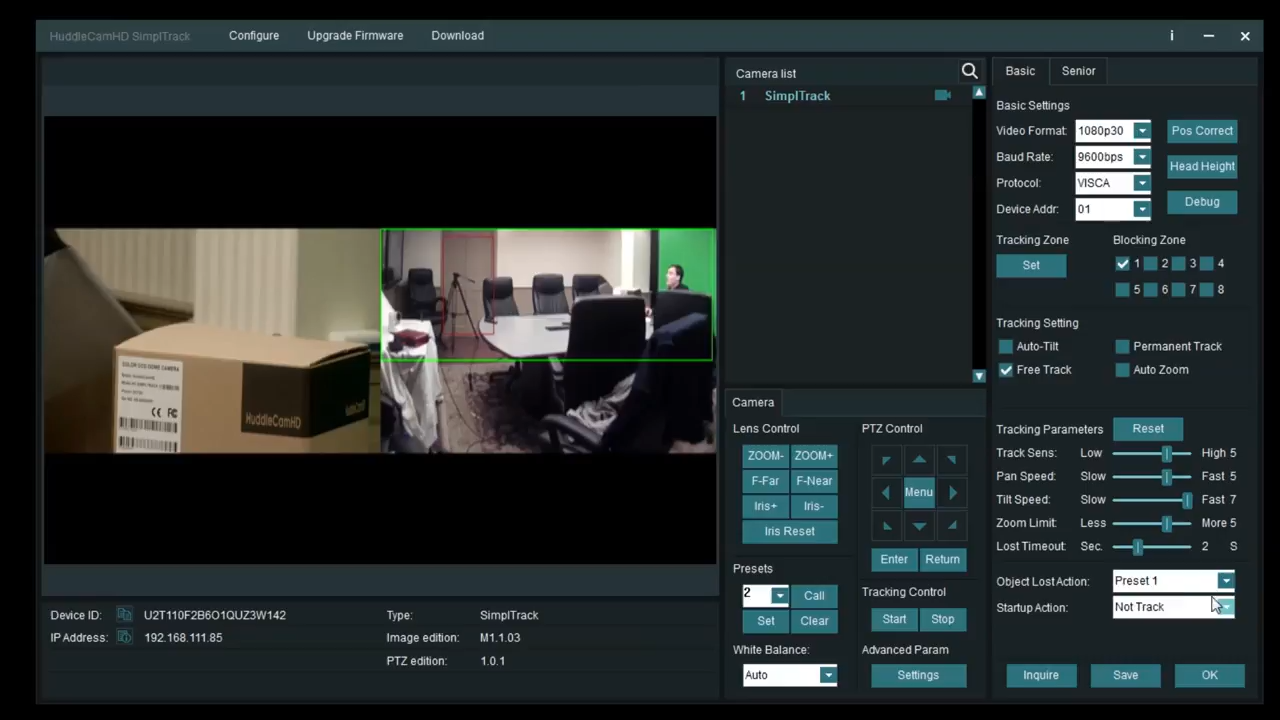 HuddleCamHD SimplTrack
Configure
Upgrade Firmware
Download
i
Camera list
1 SimplTrack
Basic
Senior
Basic Settings
Video Format: 1080p30
Pos Correct
Baud Rate: 9600bps
Head Height
Protocol: VISCA
Device Addr: 01
Debug
Tracking Zone
Set
Blocking Zone
1 2 3 4
5 6 7 8
Tracking Setting
Auto-Tilt
Permanent Track
Free Track
Auto Zoom
Tracking Parameters
Reset
Track Sens: Low High 5
Pan Speed: Slow Fast 5
Tilt Speed: Slow Fast 7
Zoom Limit: Less More 5
Lost Timeout: Sec. 2 S
Object Lost Action: Preset 1
Startup Action: Not Track
Inquire
Save
OK
COLOR CCD DOME CAMERA
CE FC
HuddleCamHD
Camera
Lens Control
ZOOM- ZOOM+
F-Far F-Near
Iris+ Iris-
Iris Reset
PTZ Control
Menu
Enter
Return
Presets
2 Call
Set Clear
Tracking Control
Start
Stop
White Balance:
Auto
Advanced Param
Settings
Device ID: U2T110F2B6O1QUZ3W142
Type: SimplTrack
IP Address: 192.168.111.85
Image edition: M1.1.03
PTZ edition: 1.0.1